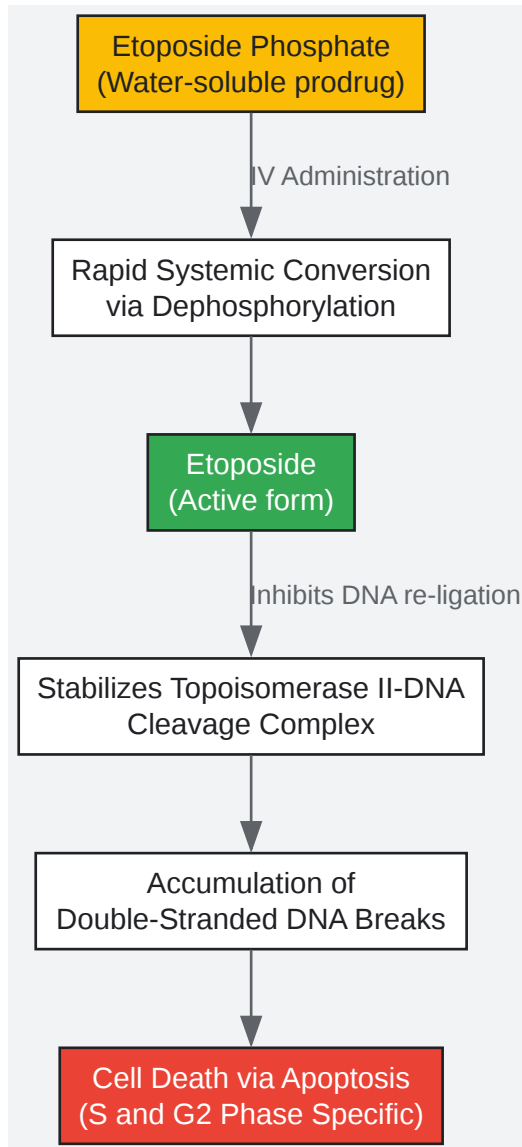 Etoposide Phosphate
(Water-soluble prodrug)
IV Administration
Rapid Systemic Conversion
via Dephosphorylation
Etoposide
(Active form)
Inhibits DNA re-ligation
Stabilizes Topoisomerase II-DNA
Cleavage Complex
Accumulation of
Double-Stranded DNA Breaks
Cell Death via Apoptosis
(S and G2 Phase Specific)